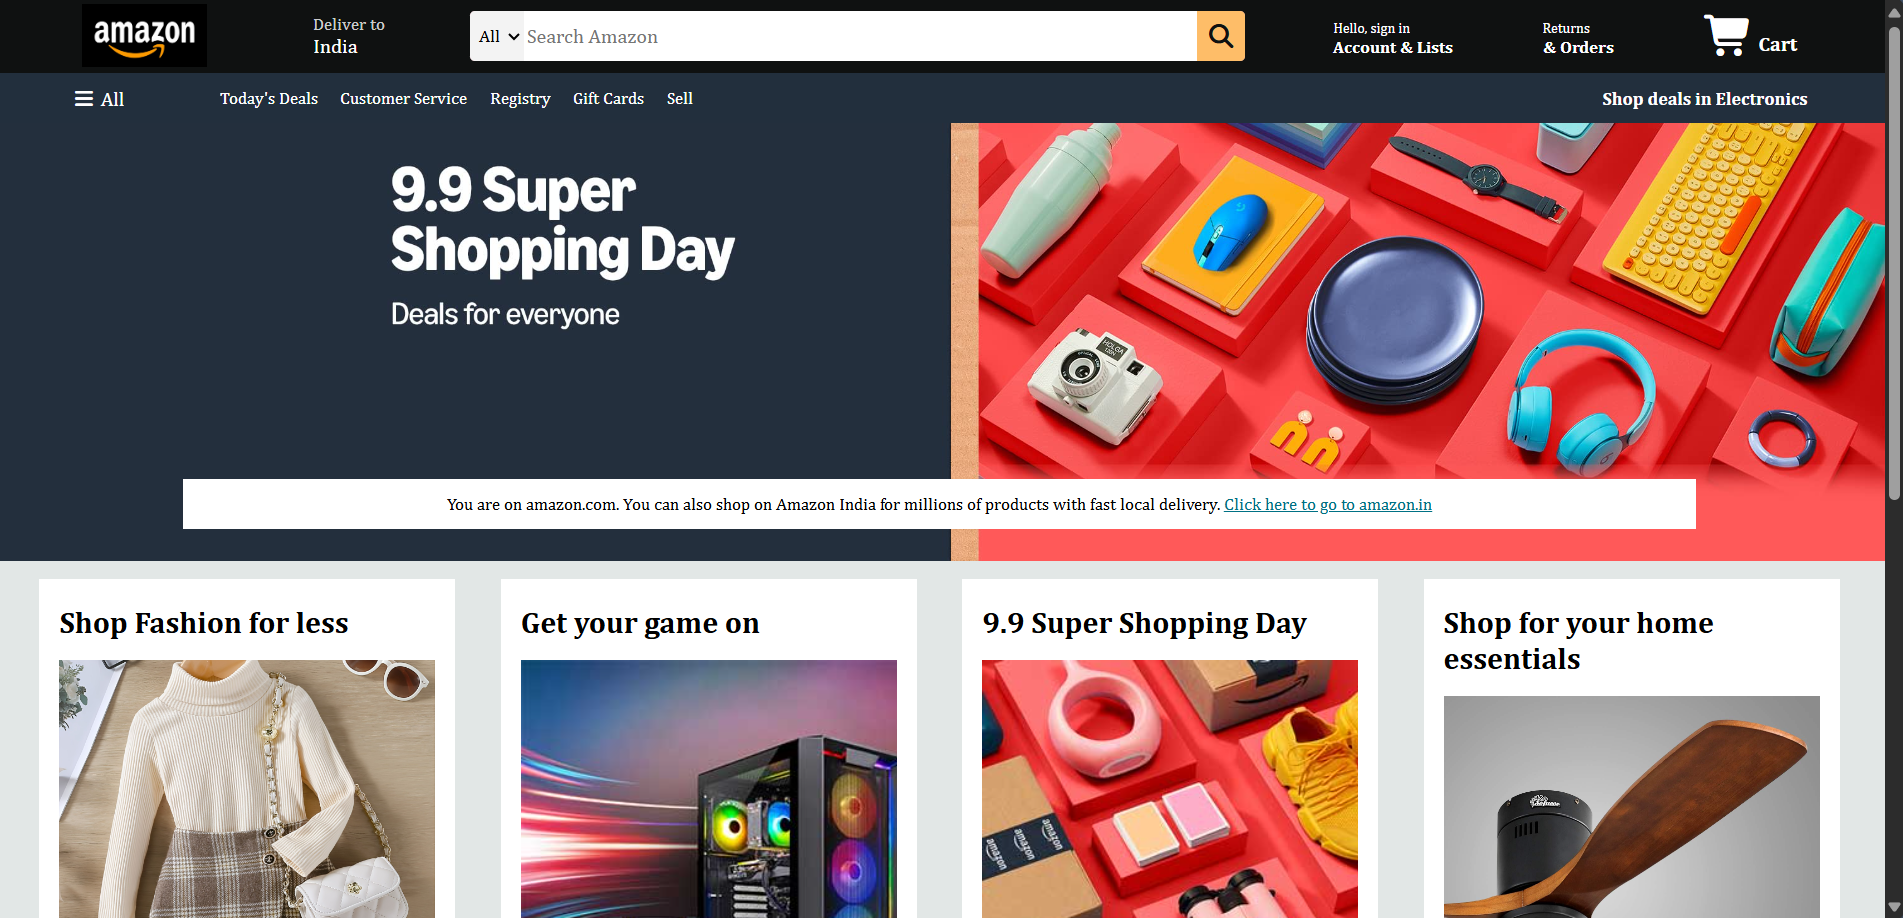 amazon
Deliver to
India
All
Search Amazon
Hello, sign in
Account & Lists
Returns
& Orders
Cart
All
Today's Deals
Customer Service
Registry
Gift Cards
Sell
Shop deals in Electronics
9.9 Super
Shopping Day
Deals for everyone
HOLGA
You are on amazon.com. You can also shop on Amazon India for millions of products with fast local delivery. Click here to go to amazon.in
Shop Fashion for less
Get your game on
9.9 Super Shopping Day
Shop for your home
essentials
amazon
amazon